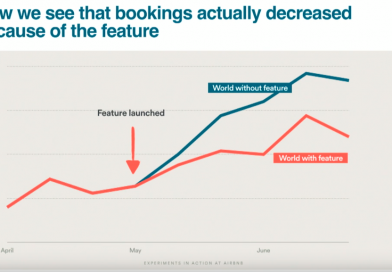 w we see that bookings actually decreased
cause of the feature
World without feature
Feature launched
World with feature
April
May
June
EXPERIMENTS IN ACTION AT AIRBNB